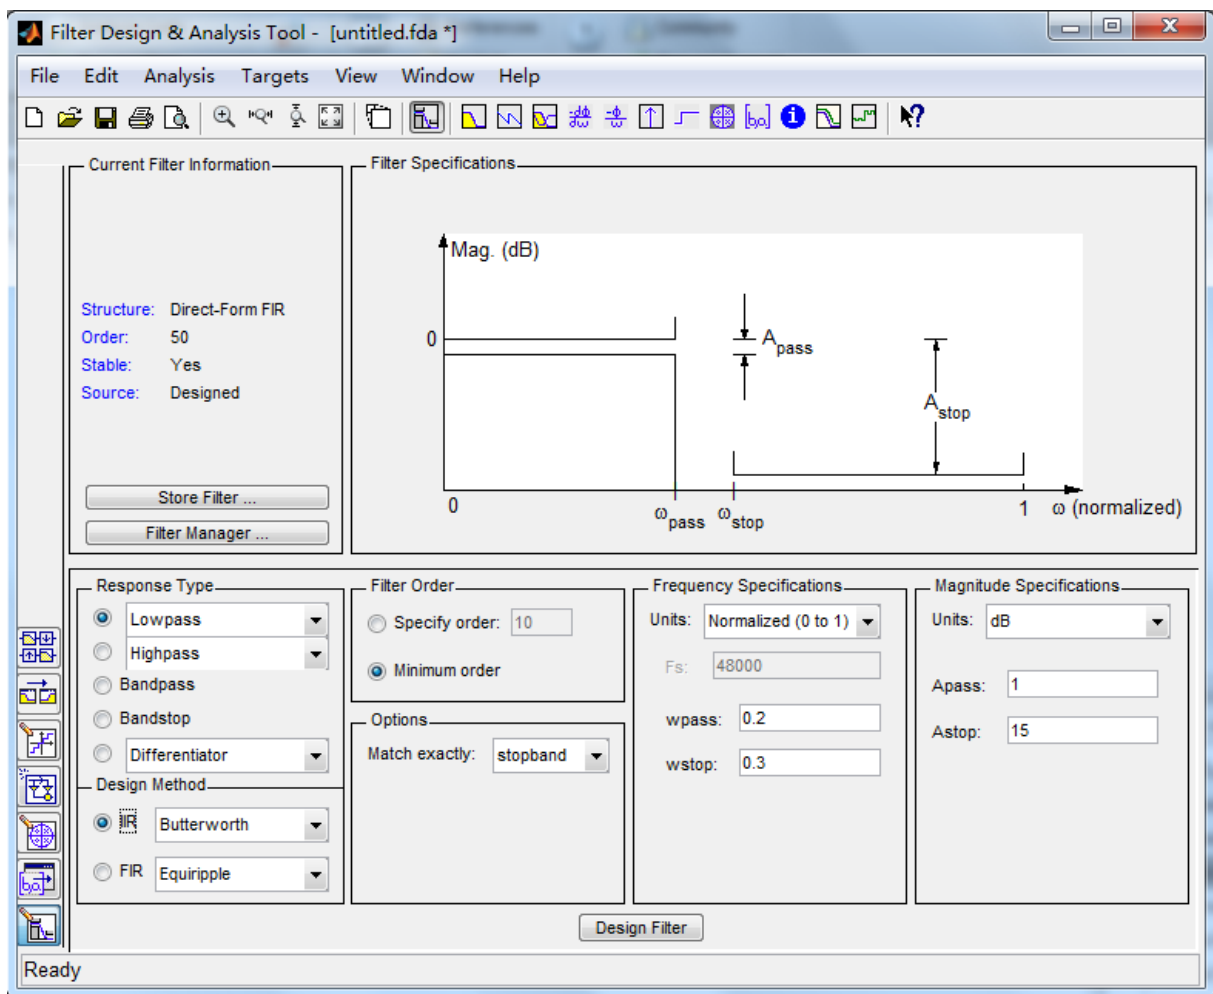 Filter Design & Analysis Tool - [untitled.fda *]
File Edit Analysis Targets View Window Help
Current Filter Information
Structure: Direct-Form FIR
Order: 50
Stable: Yes
Source: Designed
Store Filter ...
Filter Manager ...
Filter Specifications
Mag. (dB)
0
A pass
A stop
0
ω pass
ω stop
1
ω (normalized)
Response Type
Lowpass
Highpass
Bandpass
Bandstop
Differentiator
Design Method
IIR Butterworth
FIR Equiripple
Filter Order
Specify order: 10
Minimum order
Options
Match exactly: stopband
Frequency Specifications
Units: Normalized (0 to 1)
Fs: 48000
wpass: 0.2
wstop: 0.3
Magnitude Specifications
Units: dB
Apass: 1
Astop: 15
Design Filter
Ready